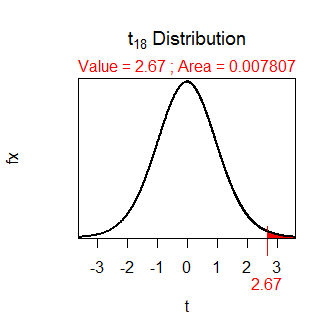 t₁₈ Distribution
Value = 2.67 ; Area = 0.007807
fx
-3 -2 -1 0 1 2 3
2.67
t